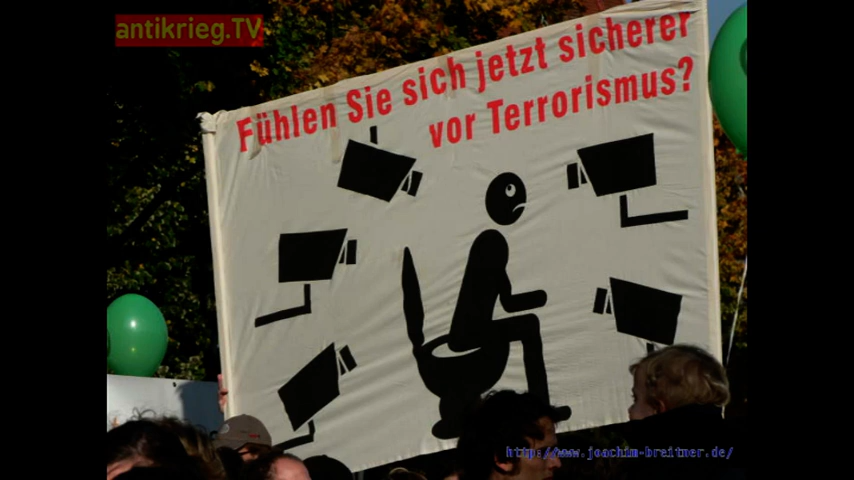 antikrieg.TV
Fühlen Sie sich jetzt sicherer
vor Terrorismus?
http://www.joachim-breitner.de/